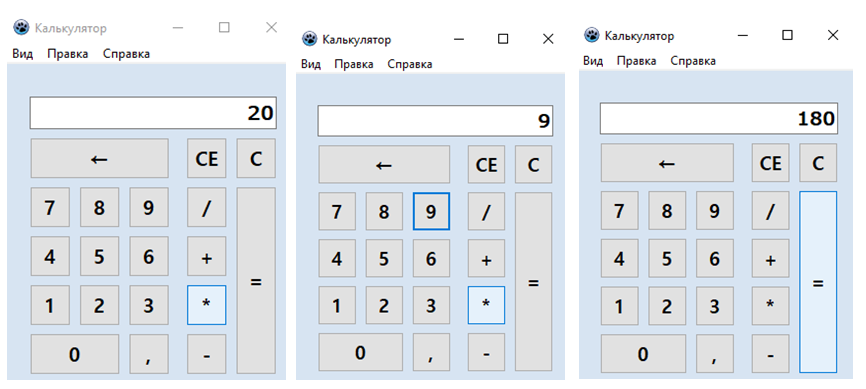 Калькулятор
Вид Правка Справка
20
← CE C
7 8 9 /
4 5 6 +
1 2 3 * =
0 , -
Калькулятор
Вид Правка Справка
9
← CE C
7 8 9 /
4 5 6 +
1 2 3 * =
0 , -
Калькулятор
Вид Правка Справка
180
← CE C
7 8 9 /
4 5 6 +
1 2 3 * =
0 , -